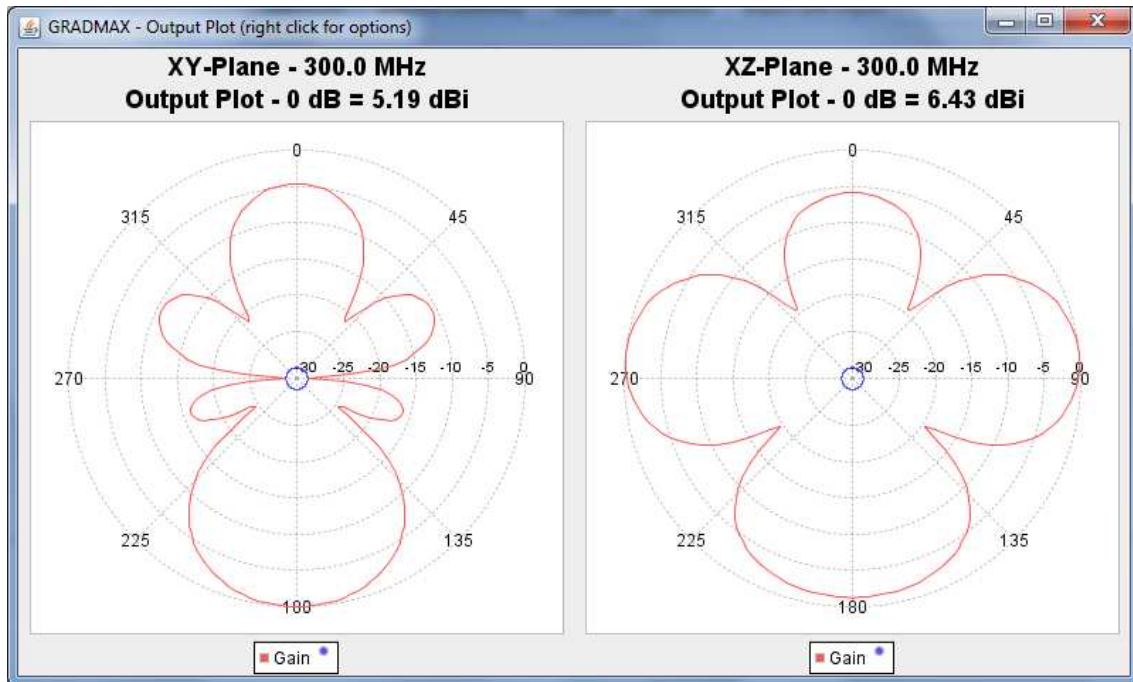 GRADMAX - Output Plot (right click for options)
XY-Plane - 300.0 MHz
Output Plot - 0 dB = 5.19 dBi
0
315 45
270 -30 -25 -20 -15 -10 -5 0 90
225 135
180
Gain
XZ-Plane - 300.0 MHz
Output Plot - 0 dB = 6.43 dBi
0
315 45
270 -30 -25 -20 -15 -10 -5 0 90
225 135
180
Gain